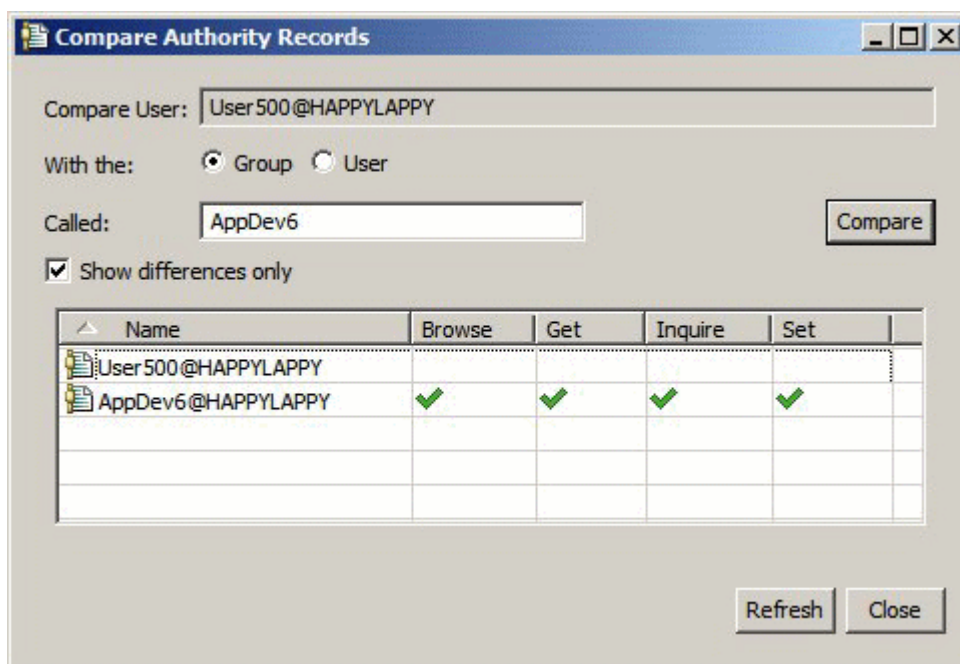 Compare Authority Records
Compare User: User500@HAPPYLAPPY
With the: Group User
Called: AppDev6 Compare
Show differences only
Name Browse Get Inquire Set
User500@HAPPYLAPPY
AppDev6@HAPPYLAPPY
Refresh Close